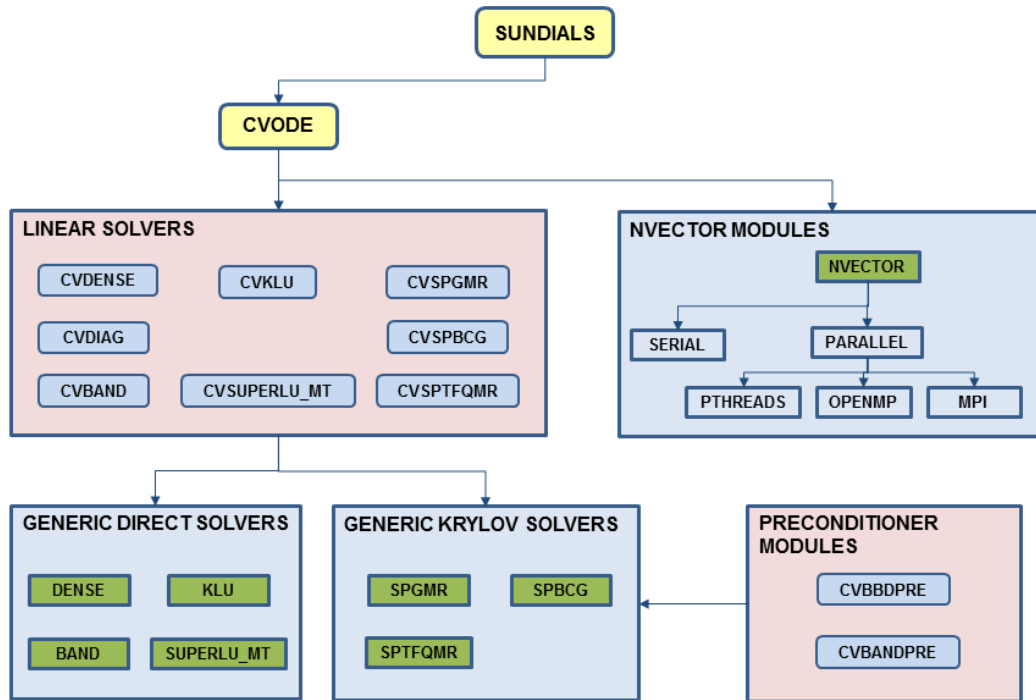 SUNDIALS
CVODE
LINEAR SOLVERS
CVDENSE
CVKLU
CVSPGMR
CVDIAG
CVSPBCG
CVBAND
CVSUPERLU_MT
CVSPTFQMR
NVECTOR MODULES
NVECTOR
SERIAL
PARALLEL
PTHREADS
OPENMP
MPI
GENERIC DIRECT SOLVERS
DENSE
KLU
BAND
SUPERLU_MT
GENERIC KRYLOV SOLVERS
SPGMR
SPBCG
SPTFQMR
PRECONDITIONER
MODULES
CVBBDPRE
CVBANDPRE